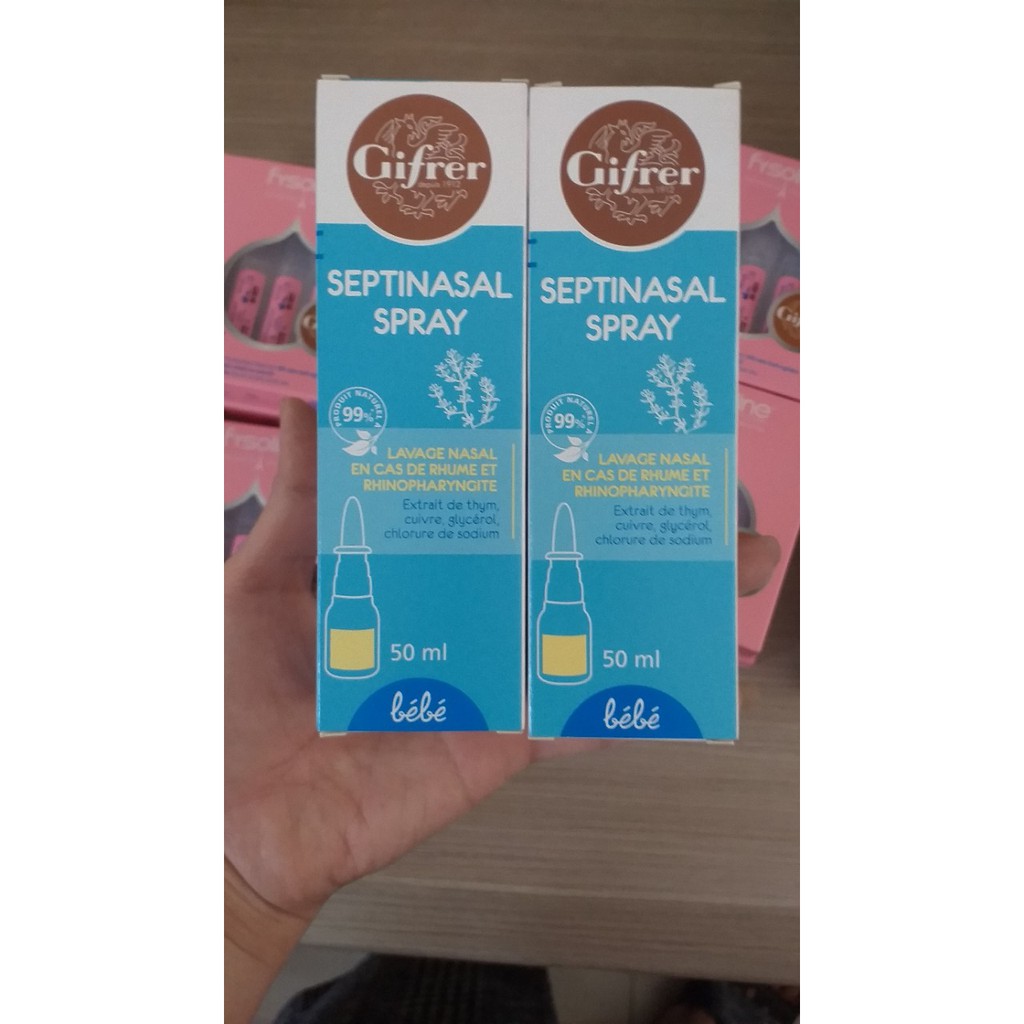 Gifrer
depuis 1912
SEPTINASAL
SPRAY
PRODUIT NATUREL À
99%
LAVAGE NASAL
EN CAS DE RHUME ET
RHINOPHARYNGITE
Extrait de thym,
cuivre, glycérol,
chlorure de sodium
50 ml
bébé
Gifrer
depuis 1912
SEPTINASAL
SPRAY
PRODUIT NATUREL À
99%
LAVAGE NASAL
EN CAS DE RHUME ET
RHINOPHARYNGITE
Extrait de thym,
cuivre, glycérol,
chlorure de sodium
50 ml
bébé